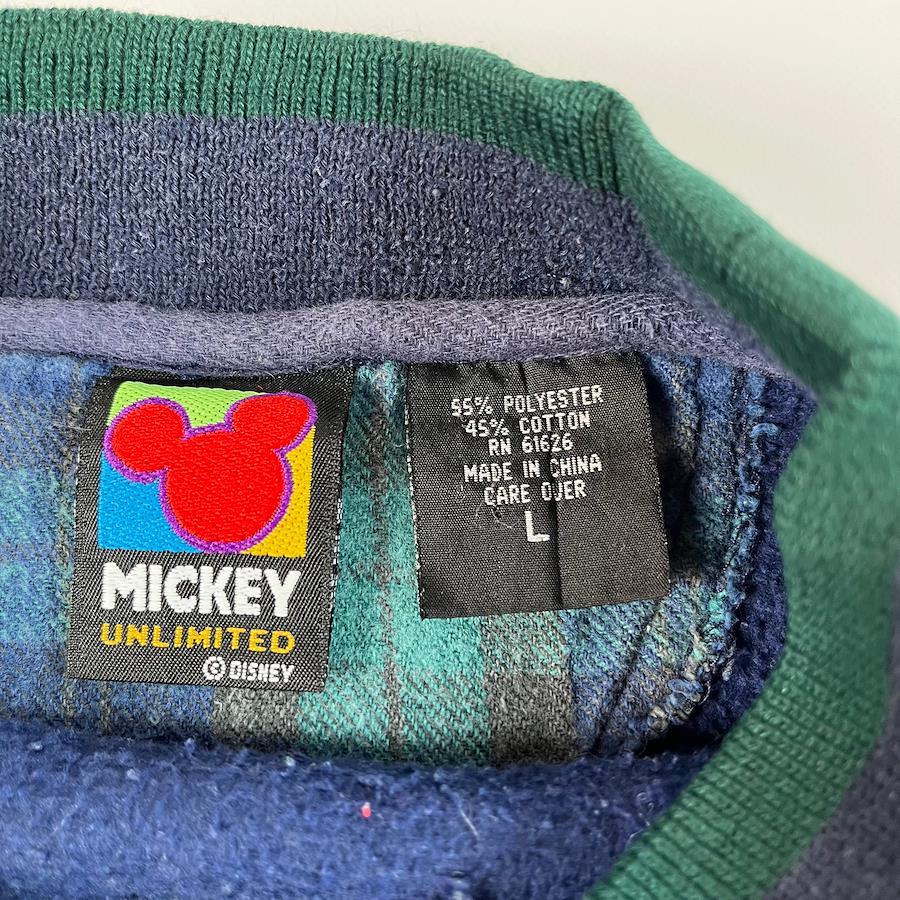 MICKEY
UNLIMITED
© DISNEY
55% POLYESTER
45% COTTON
RN 61626
MADE IN CHINA
CARE OVER
L